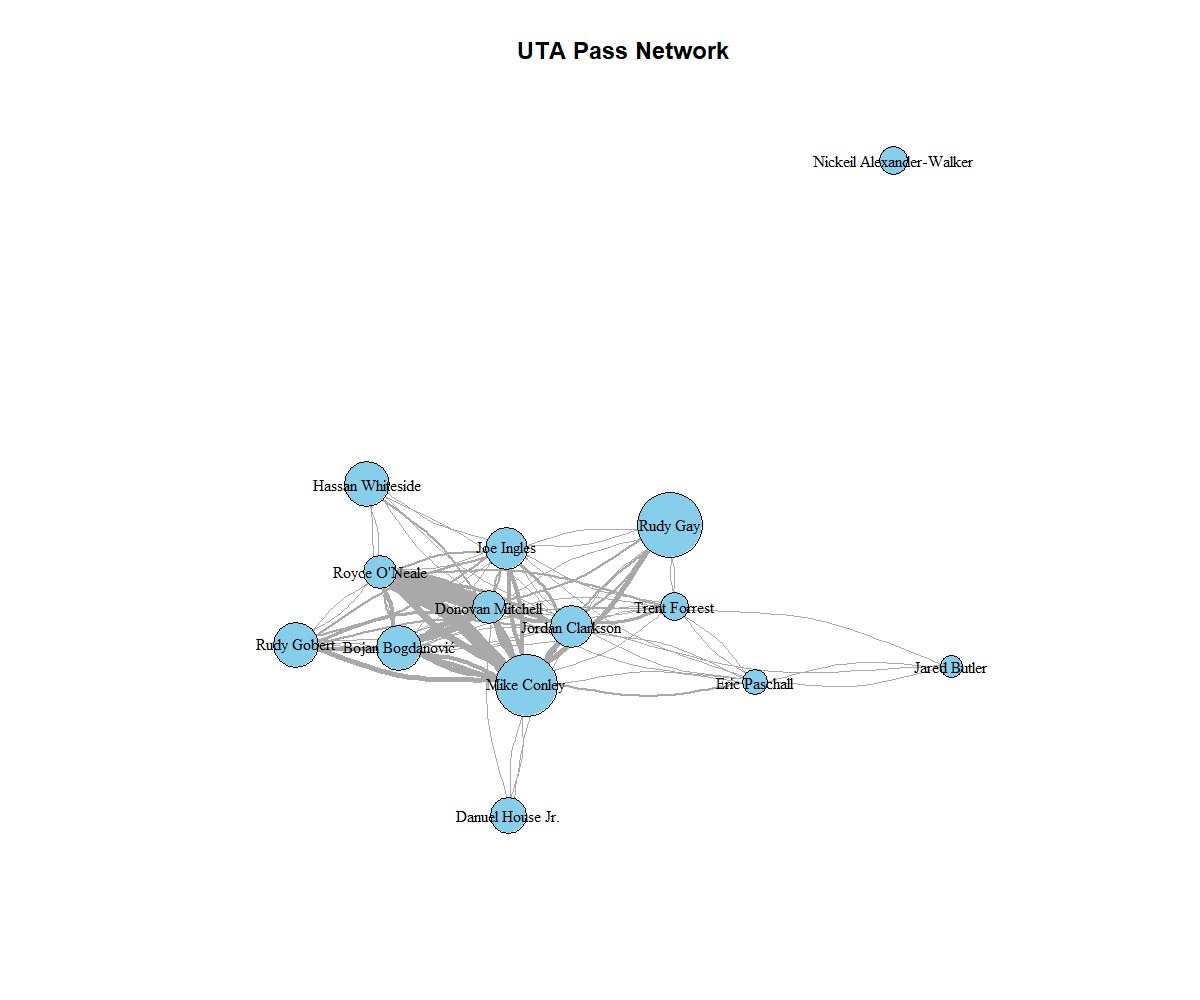 UTA Pass Network
Nickeil Alexander-Walker
Hassan Whiteside
Rudy Gay
Joe Ingles
Royce O'Neale
Donovan Mitchell
Trent Forrest
Jordan Clarkson
Rudy Gobert
Bojan Bogdanović
Jared Butler
Mike Conley
Eric Paschall
Danuel House Jr.